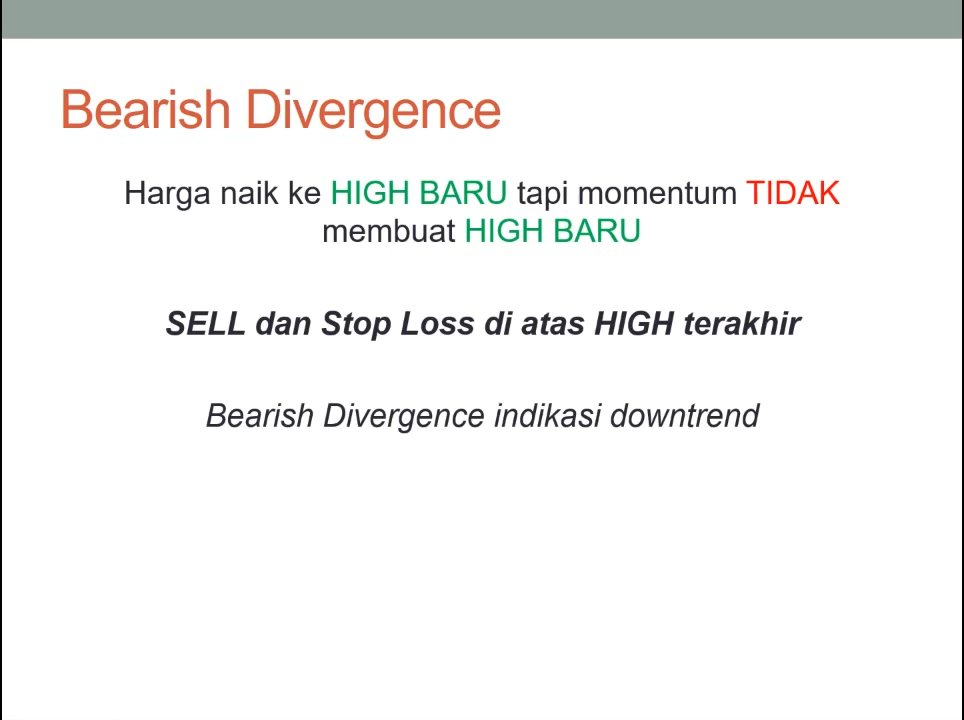 Bearish Divergence
Harga naik ke HIGH BARU tapi momentum TIDAK
membuat HIGH BARU
SELL dan Stop Loss di atas HIGH terakhir
Bearish Divergence indikasi downtrend